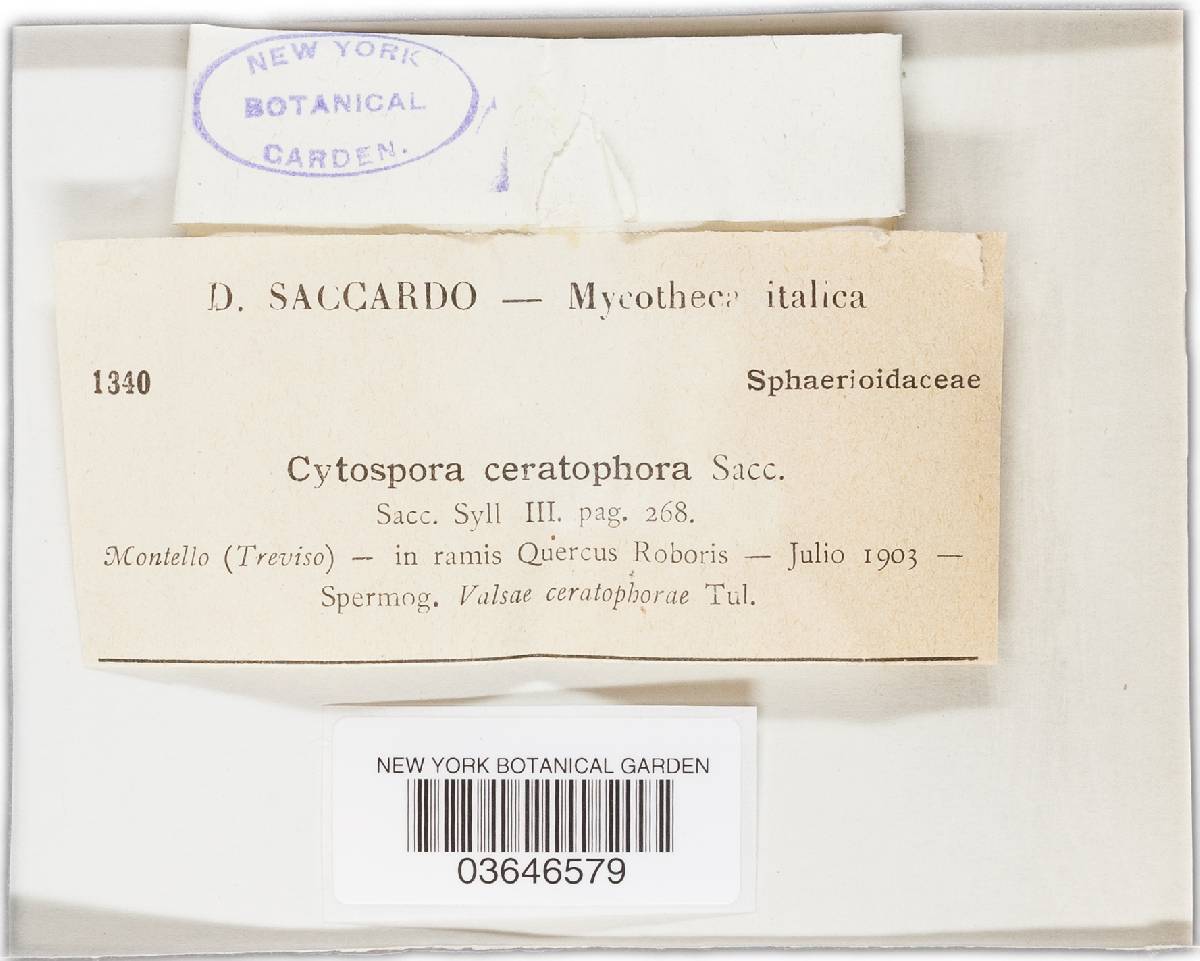 NEW YORK
BOTANICAL
GARDEN.
D. SACCARDO — Mycotheca italica
1340
Sphaerioidaceae
Cytospora ceratophora Sacc.
Sacc. Syll III. pag. 268.
Montello (Treviso) — in ramis Quercus Roboris — Julio 1903 —
Spermog. Valsae ceratophorae Tul.
NEW YORK BOTANICAL GARDEN
03646579